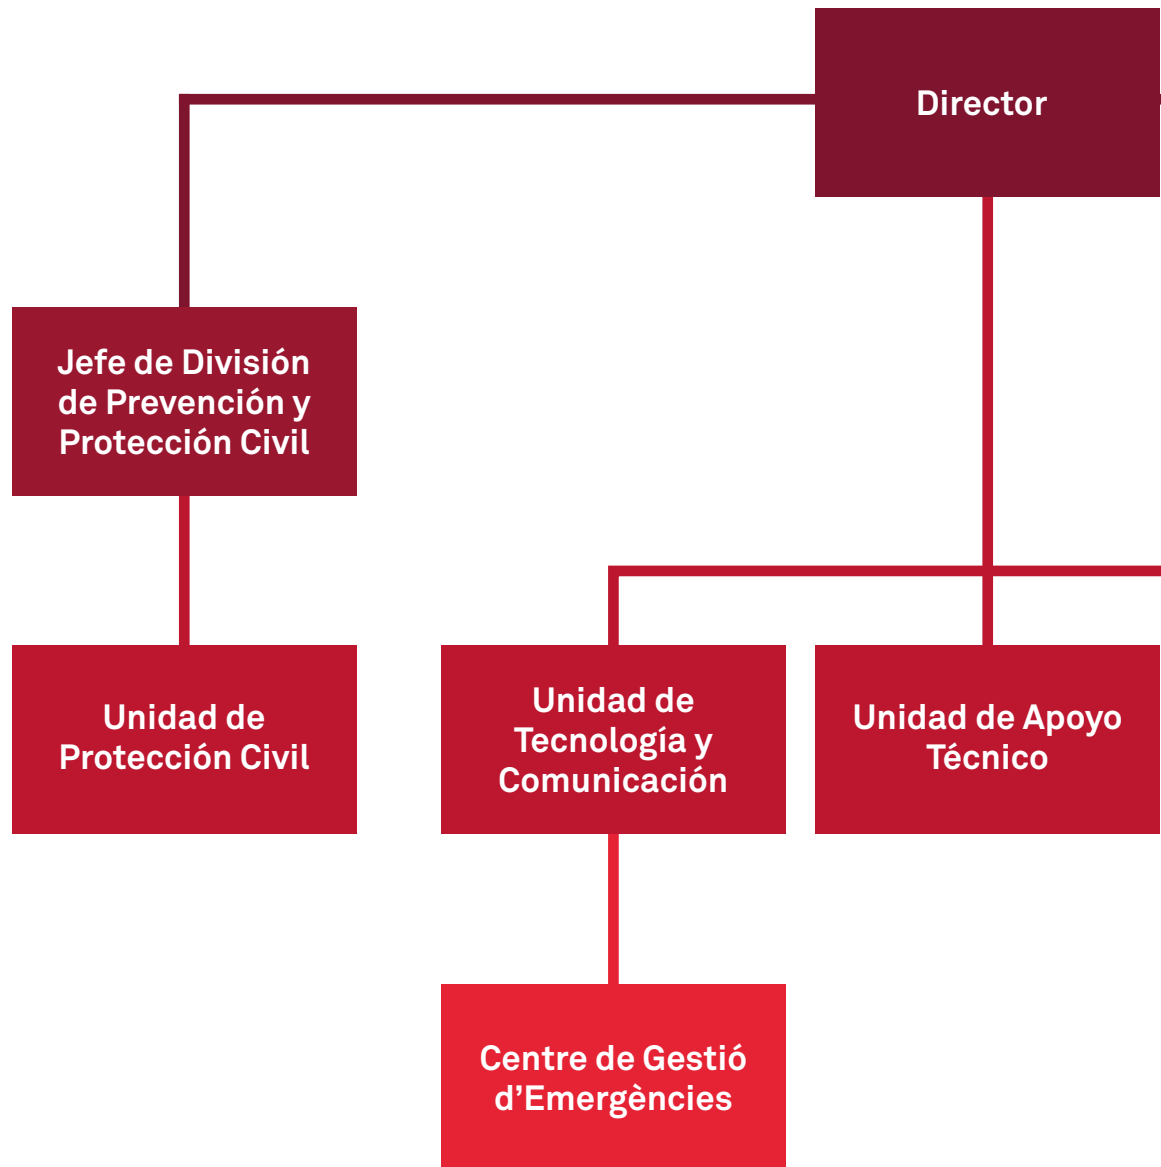 Director
Jefe de División
de Prevención y
Protección Civil
Unidad de
Protección Civil
Unidad de
Tecnología y
Comunicación
Unidad de Apoyo
Técnico
Centre de Gestió
d’Emergències